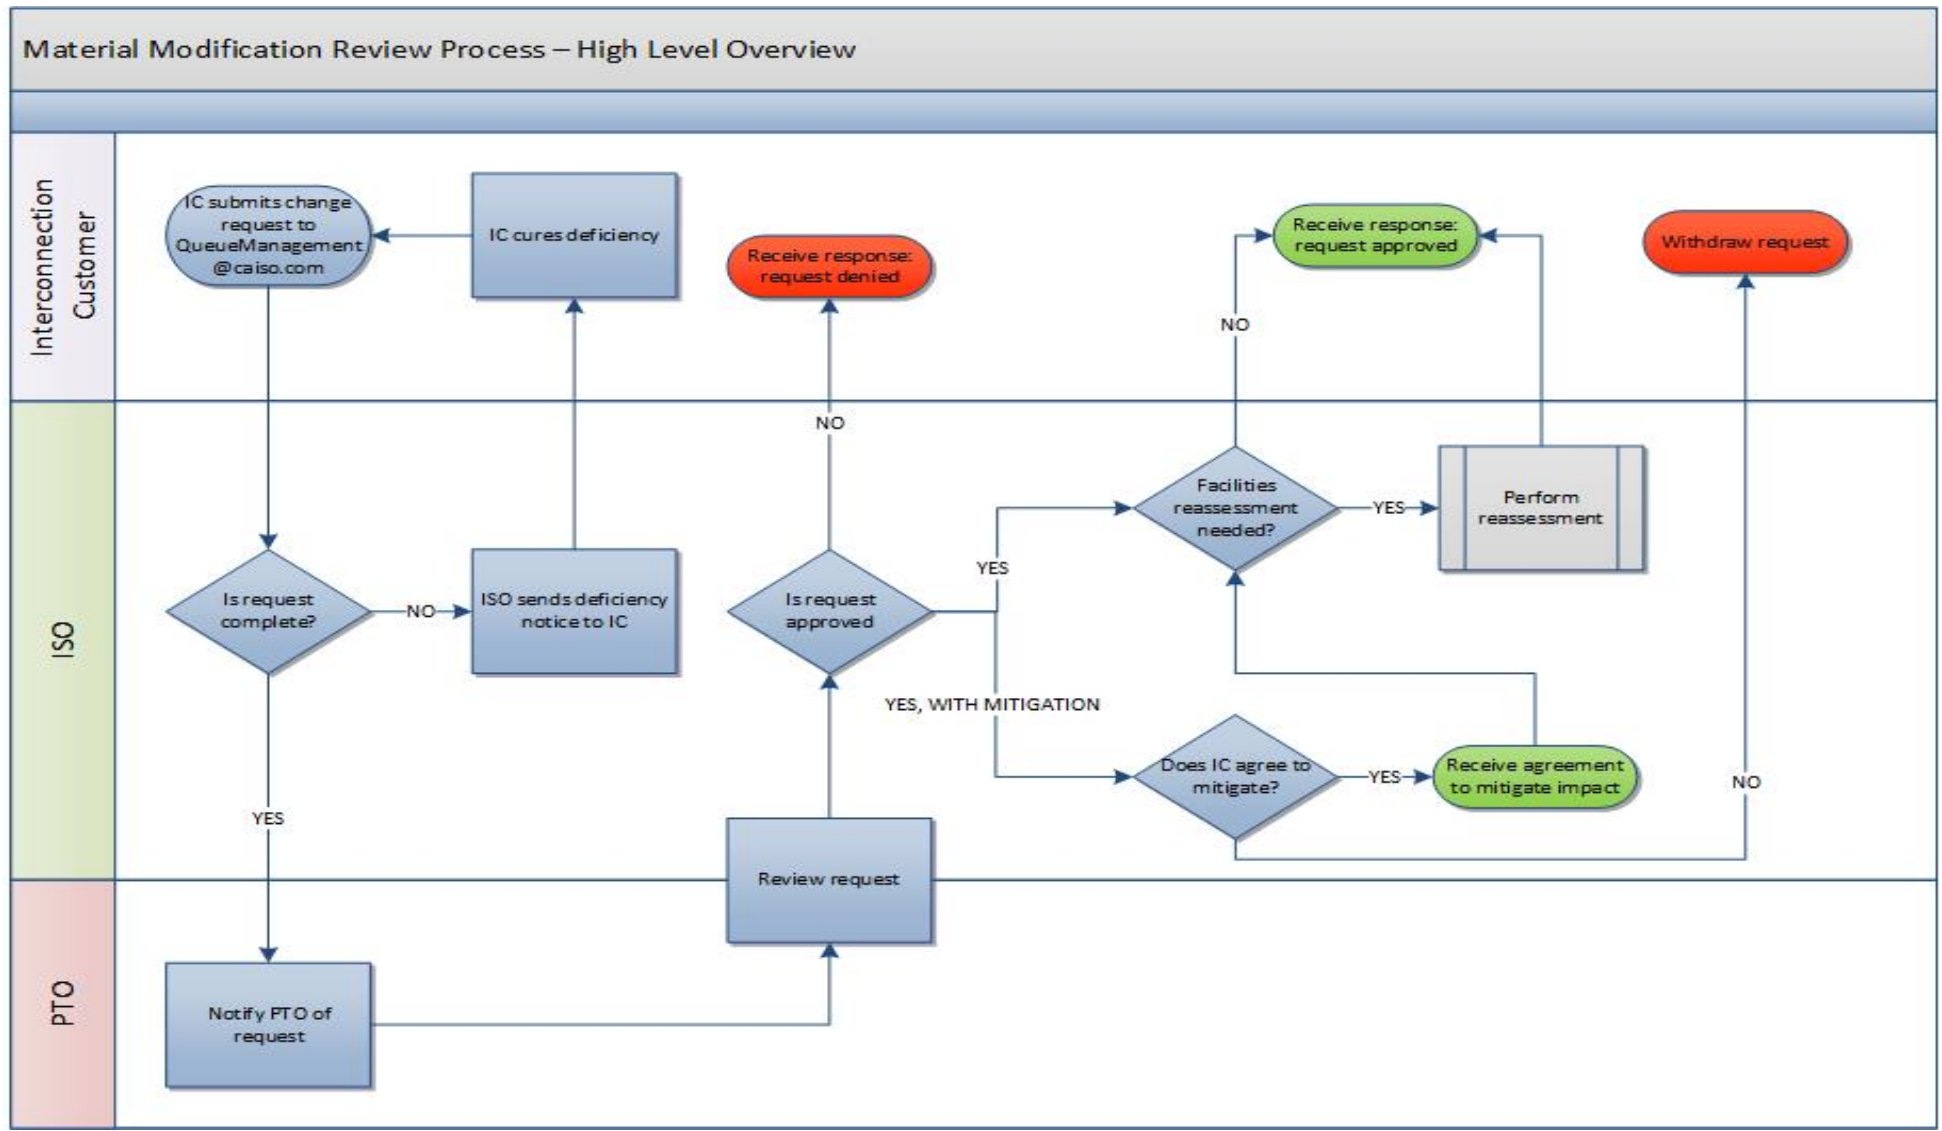 Material Modification Review Process – High Level Overview
Interconnection
Customer
IC submits change
request to
QueueManagement
@caiso.com
IC cures deficiency
Receive response:
request denied
Receive response:
request approved
Withdraw request
NO
NO
ISO
Is request
complete?
NO
ISO sends deficiency
notice to IC
Is request
approved
YES
YES, WITH MITIGATION
Facilities
reassessment
needed?
YES
Perform
reassessment
Does IC agree to
mitigate?
YES
Receive agreement
to mitigate impact
NO
YES
Review request
PTO
Notify PTO of
request